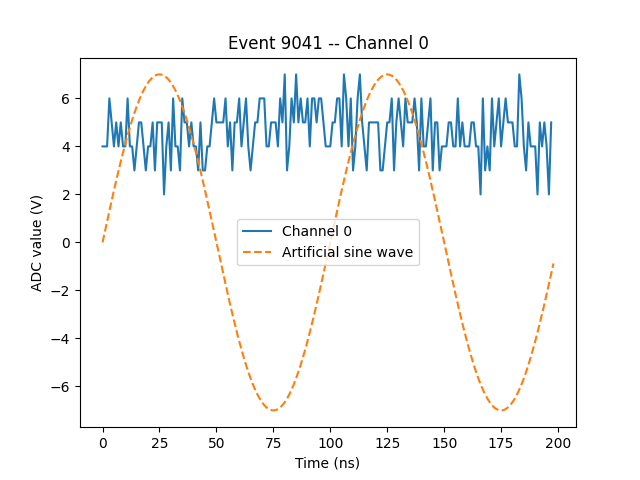 Event 9041 -- Channel 0
ADC value (V)
6
4
2
0
−2
−4
−6
Channel 0
Artificial sine wave
0 25 50 75 100 125 150 175 200
Time (ns)